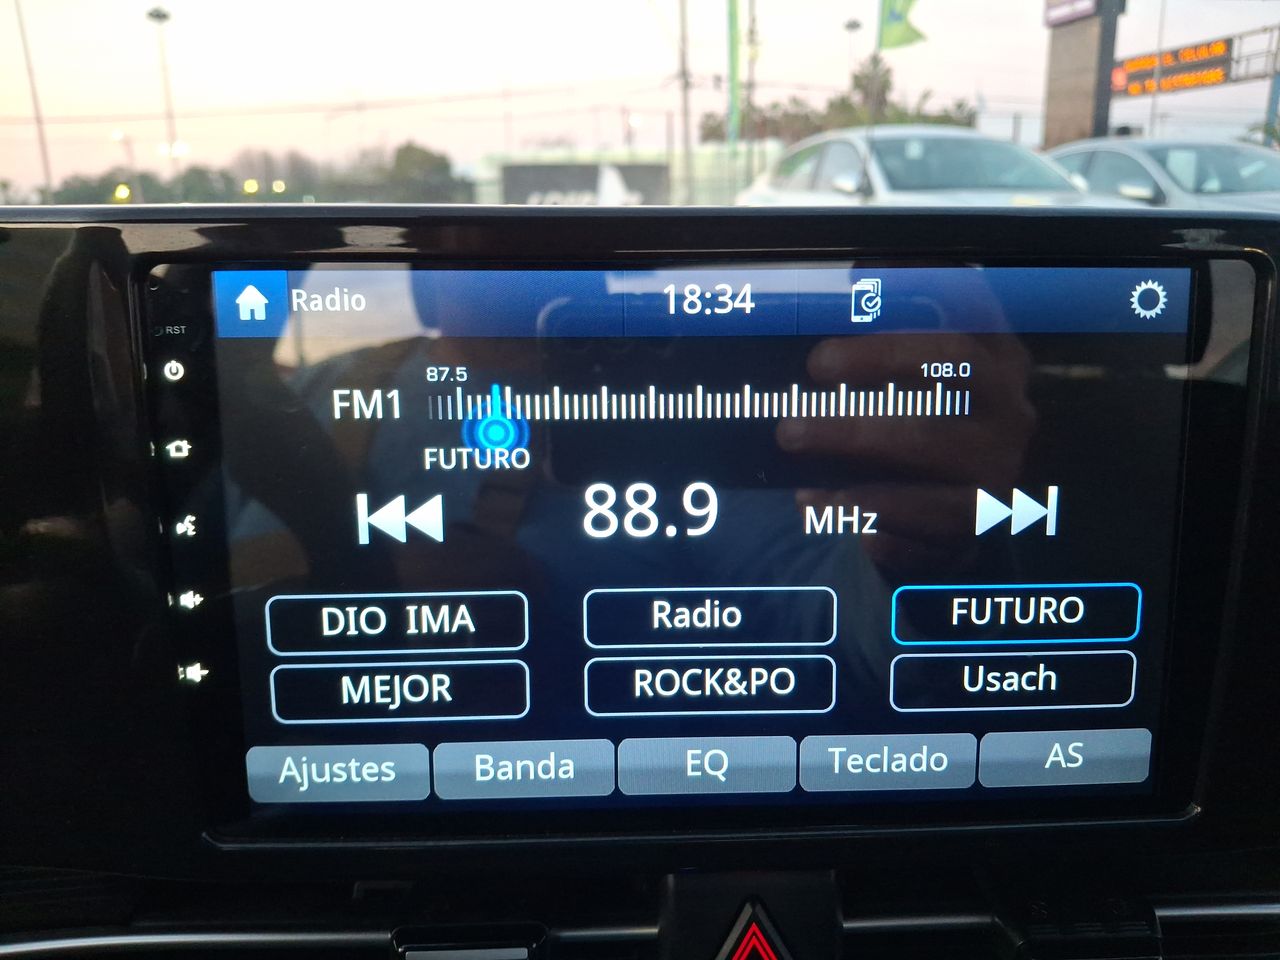 RST
Radio
18:34
87.5
108.0
FM1
FUTURO
88.9 MHz
DIO IMA
Radio
FUTURO
MEJOR
ROCK&PO
Usach
Ajustes
Banda
EQ
Teclado
AS